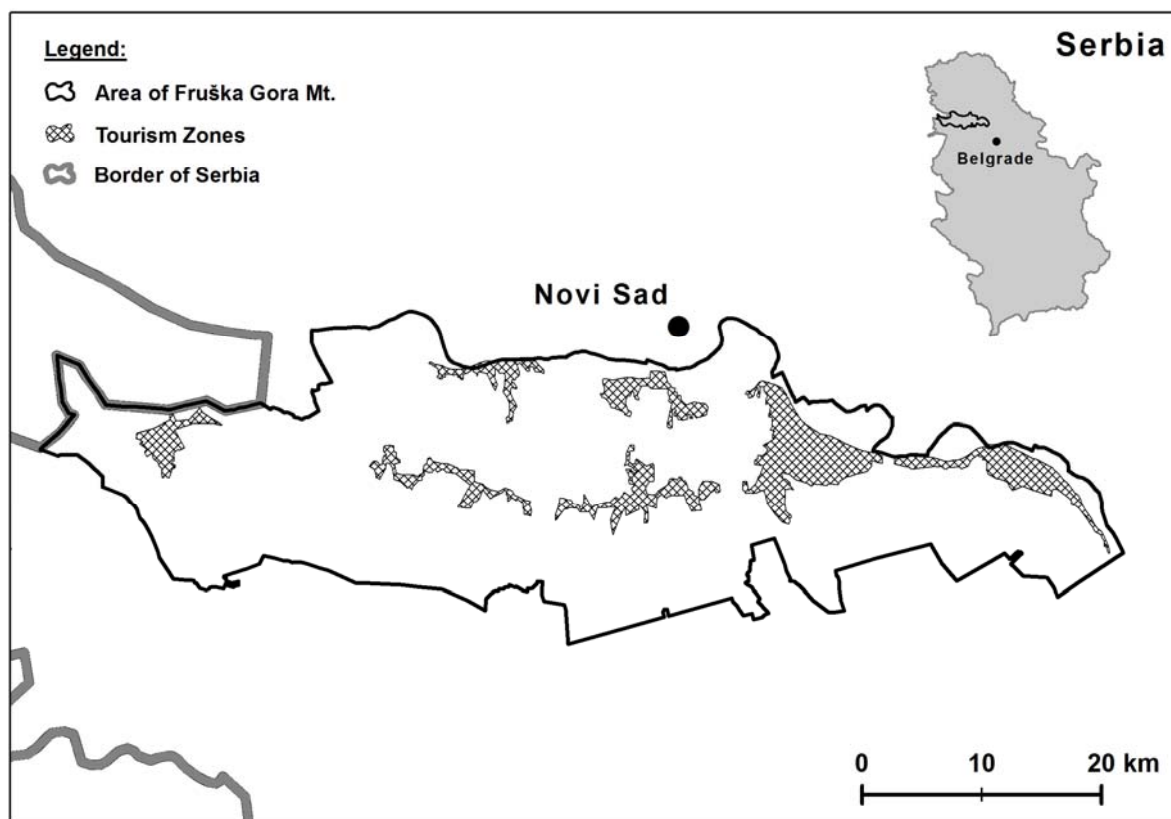 Legend:
Area of Fruška Gora Mt.
Tourism Zones
Border of Serbia
Serbia
Belgrade
Novi Sad
0 10 20 km